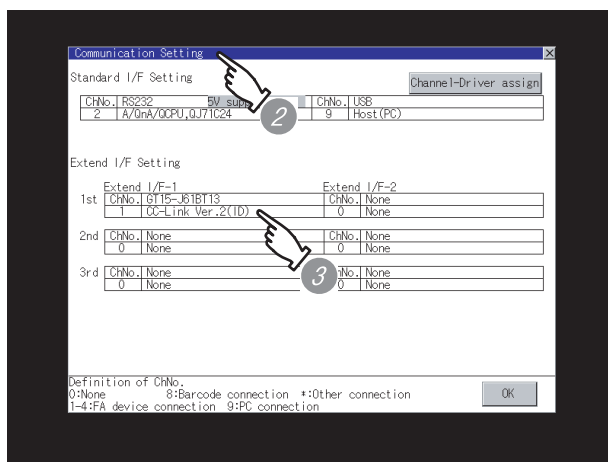 Communication Setting
Standard I/F Setting
Channel-Driver assign
ChNo. RS232 5V
2 A/QnA/QCPU,QJ71C24
ChNo. USB
9 Host(PC)
2
Extend I/F Setting
Extend I/F-1
Extend I/F-2
1st ChNo. GT15-J61BT13
1 CC-Link Ver.2(ID)
ChNo. None
0 None
2nd ChNo. None
0 None
ChNo. None
0 None
3rd ChNo. None
0 None
None
0 None
3
Definition of ChNo.
0:None 8:Barcode connection *:Other connection
1-4:FA device connection 9:PC connection
OK